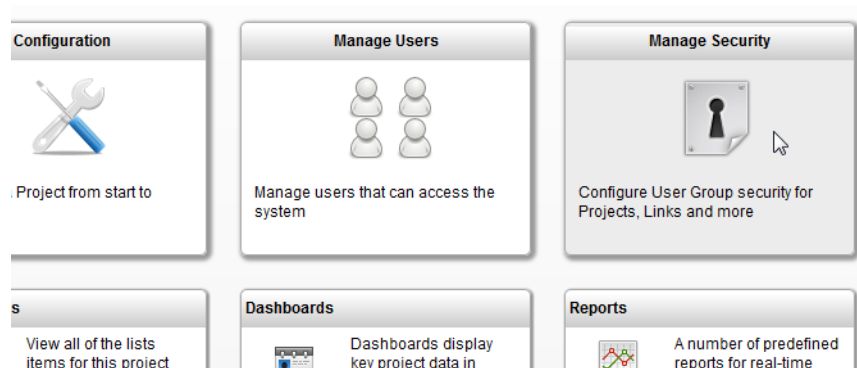 Configuration
Manage Users
Manage Security
Project from start to
Manage users that can access the
system
Configure User Group security for
Projects, Links and more
s
Dashboards
Reports
View all of the lists
items for this project
Dashboards display
key project data in
A number of predefined
reports for real-time